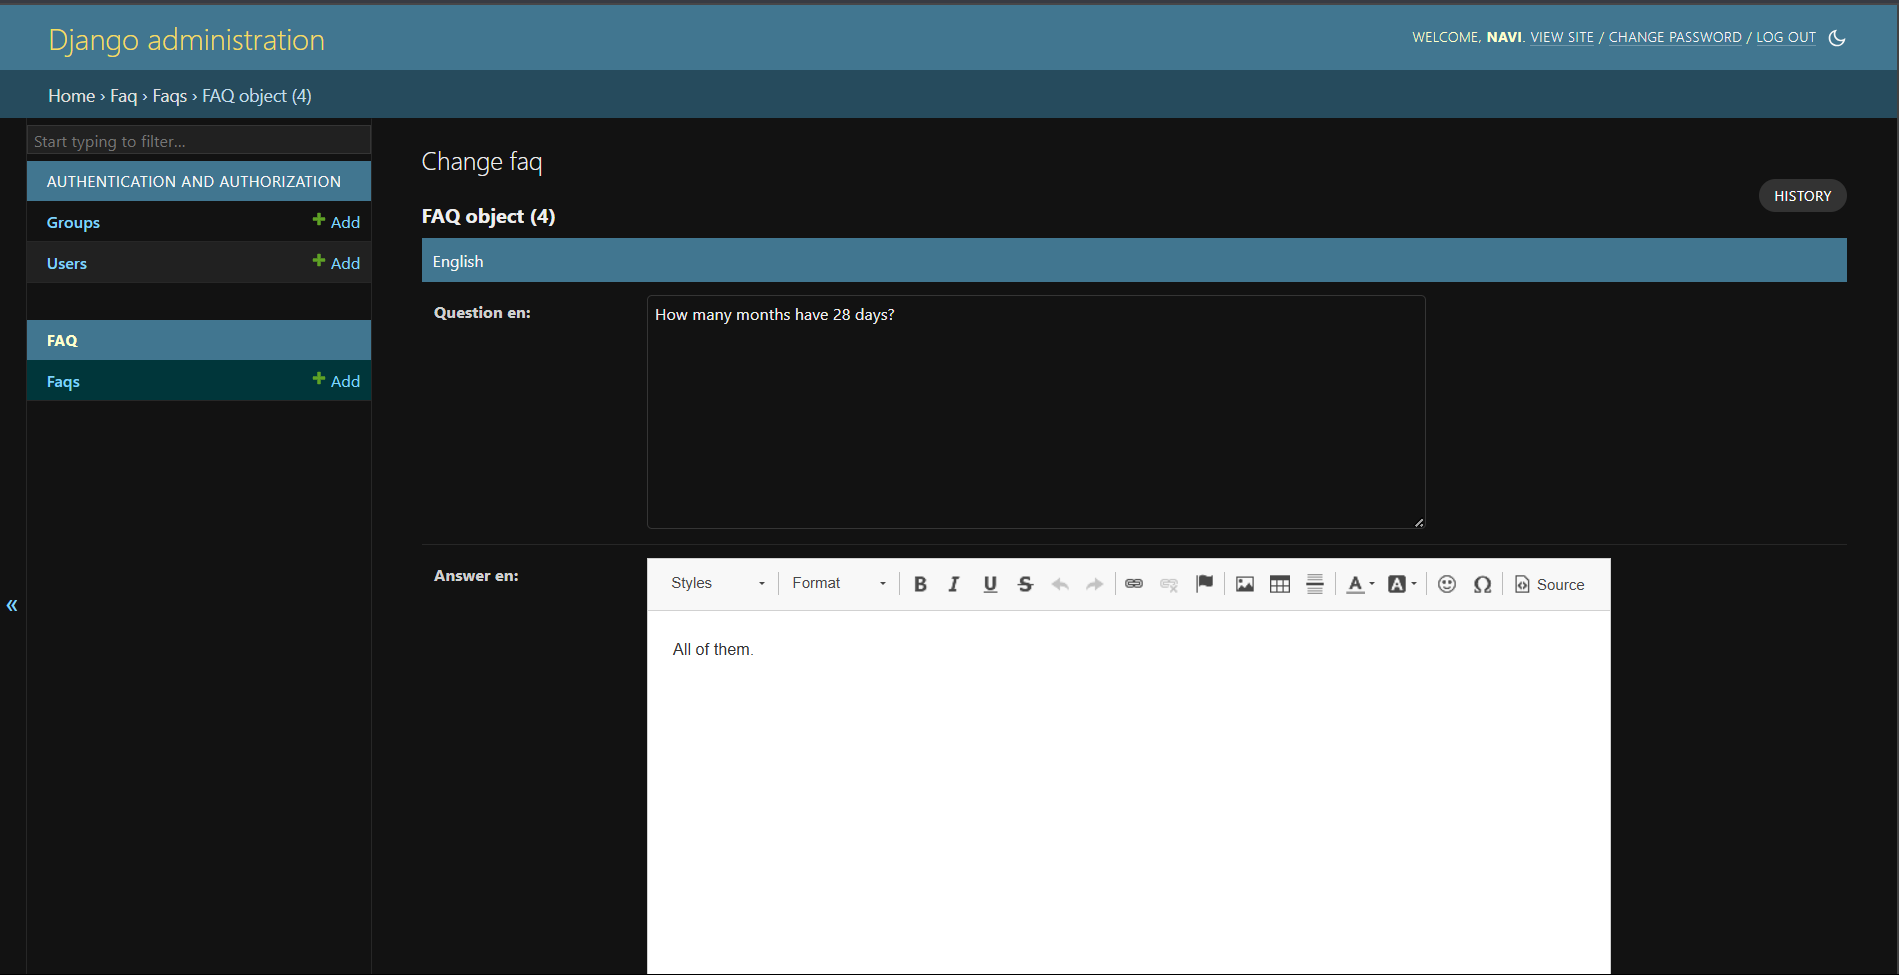 Django administration
WELCOME, NAVI. VIEW SITE / CHANGE PASSWORD / LOG OUT
Home › Faq › Faqs › FAQ object (4)
Start typing to filter...
AUTHENTICATION AND AUTHORIZATION
Groups
Add
Users
Add
FAQ
Faqs
Add
«
Change faq
HISTORY
FAQ object (4)
English
Question en:
How many months have 28 days?
Answer en:
Styles
Format
B I U S
A A
Ω
Source
All of them.